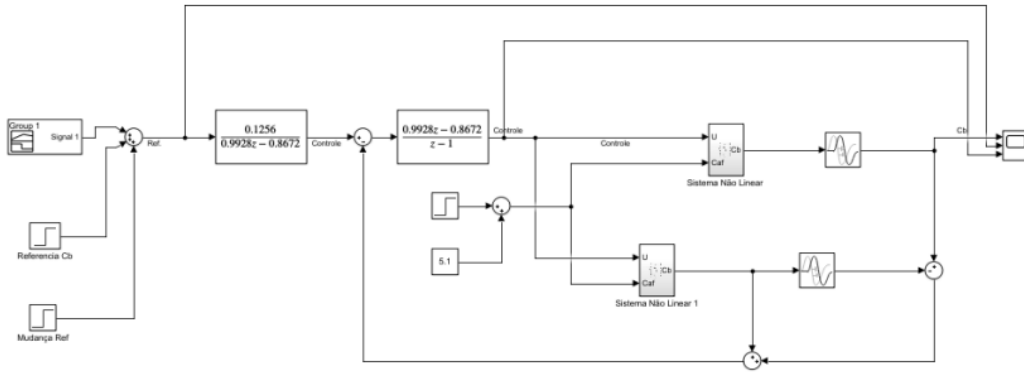 Group 1
Signal 1
Ref.
Referencia Cb
Mudança Ref
0.1256
0.9928z − 0.8672
Controle
0.9928z − 0.8672
z − 1
Controle
Controle
5.1
U
Caf
Cb
Sistema Não Linear
U
Caf
Cb
Sistema Não Linear 1
Cb